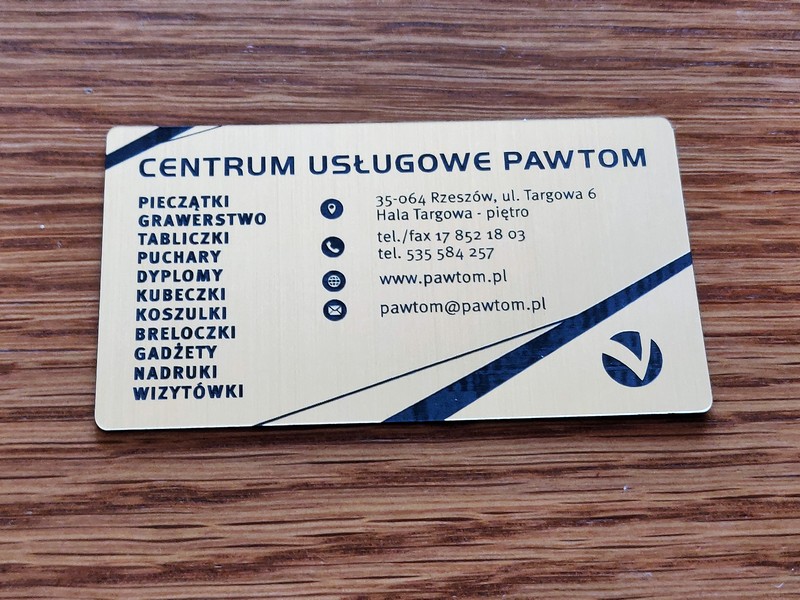 CENTRUM USŁUGOWE PAWTOM
PIECZĄTKI
GRAWERSTWO
TABLICZKI
PUCHARY
DYPLOMY
KUBECZKI
KOSZULKI
BRELOCZKI
GADŻETY
NADRUKI
WIZYTÓWKI
35-064 Rzeszów, ul. Targowa 6
Hala Targowa - piętro
tel./fax 17 852 18 03
tel. 535 584 257
www.pawtom.pl
pawtom@pawtom.pl